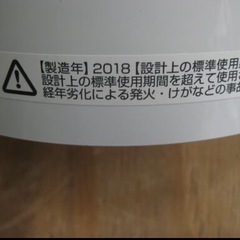 【製造年】2018【設計上の標準使用
設計上の標準使用期間を超えて使用
経年劣化による発火・けがなどの事